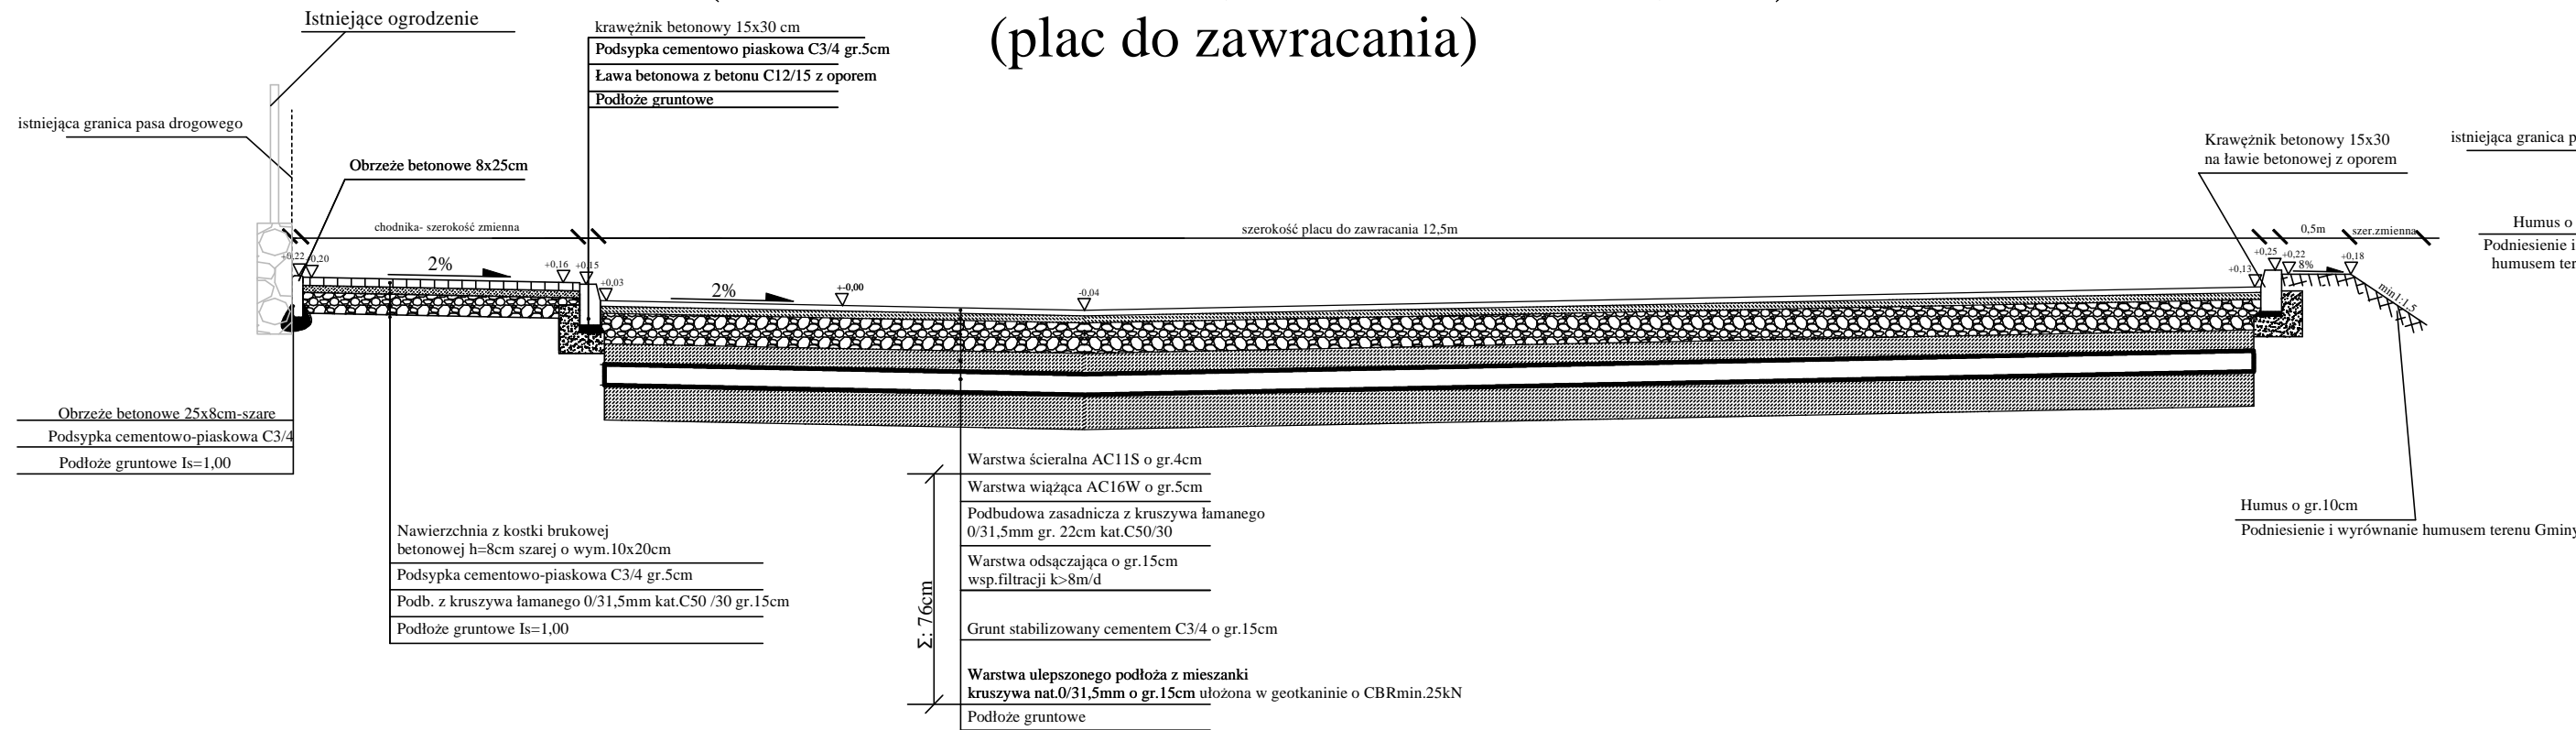 (plac do zawracania)
Istniejące ogrodzenie
krawężnik betonowy 15x30 cm
Podsypka cementowo piaskowa C3/4 gr.5cm
Ława betonowa z betonu C12/15 z oporem
Podłoże gruntowe
istniejąca granica pasa drogowego
Obrzeże betonowe 8x25cm
Krawężnik betonowy 15x30
na ławie betonowej z oporem
istniejąca granica p
chodnika- szerokość zmienna
szerokość placu do zawracania 12,5m
0,5m
szer.zmienna
Humus o
Podniesienie i
humusem ter
+0,22
0,20
2%
+0,16
+0,15
+0,03
2%
+-0,00
-0,04
+0,13
+0,25
+0,22
8%
+0,18
min1:1,5
Obrzeże betonowe 25x8cm-szare
Podsypka cementowo-piaskowa C3/4
Podłoże gruntowe Is=1,00
Nawierzchnia z kostki brukowej
betonowej h=8cm szarej o wym.10x20cm
Podsypka cementowo-piaskowa C3/4 gr.5cm
Podb. z kruszywa łamanego 0/31,5mm kat.C50 /30 gr.15cm
Podłoże gruntowe Is=1,00
Σ: 76cm
Warstwa ścieralna AC11S o gr.4cm
Warstwa wiążąca AC16W o gr.5cm
Podbudowa zasadnicza z kruszywa łamanego
0/31,5mm gr. 22cm kat.C50/30
Warstwa odsączająca o gr.15cm
wsp.filtracji k>8m/d
Grunt stabilizowany cementem C3/4 o gr.15cm
Warstwa ulepszonego podłoża z mieszanki
kruszywa nat.0/31,5mm o gr.15cm ułożona w geotkaninie o CBRmin.25kN
Podłoże gruntowe
Humus o gr.10cm
Podniesienie i wyrównanie humusem terenu Gminy